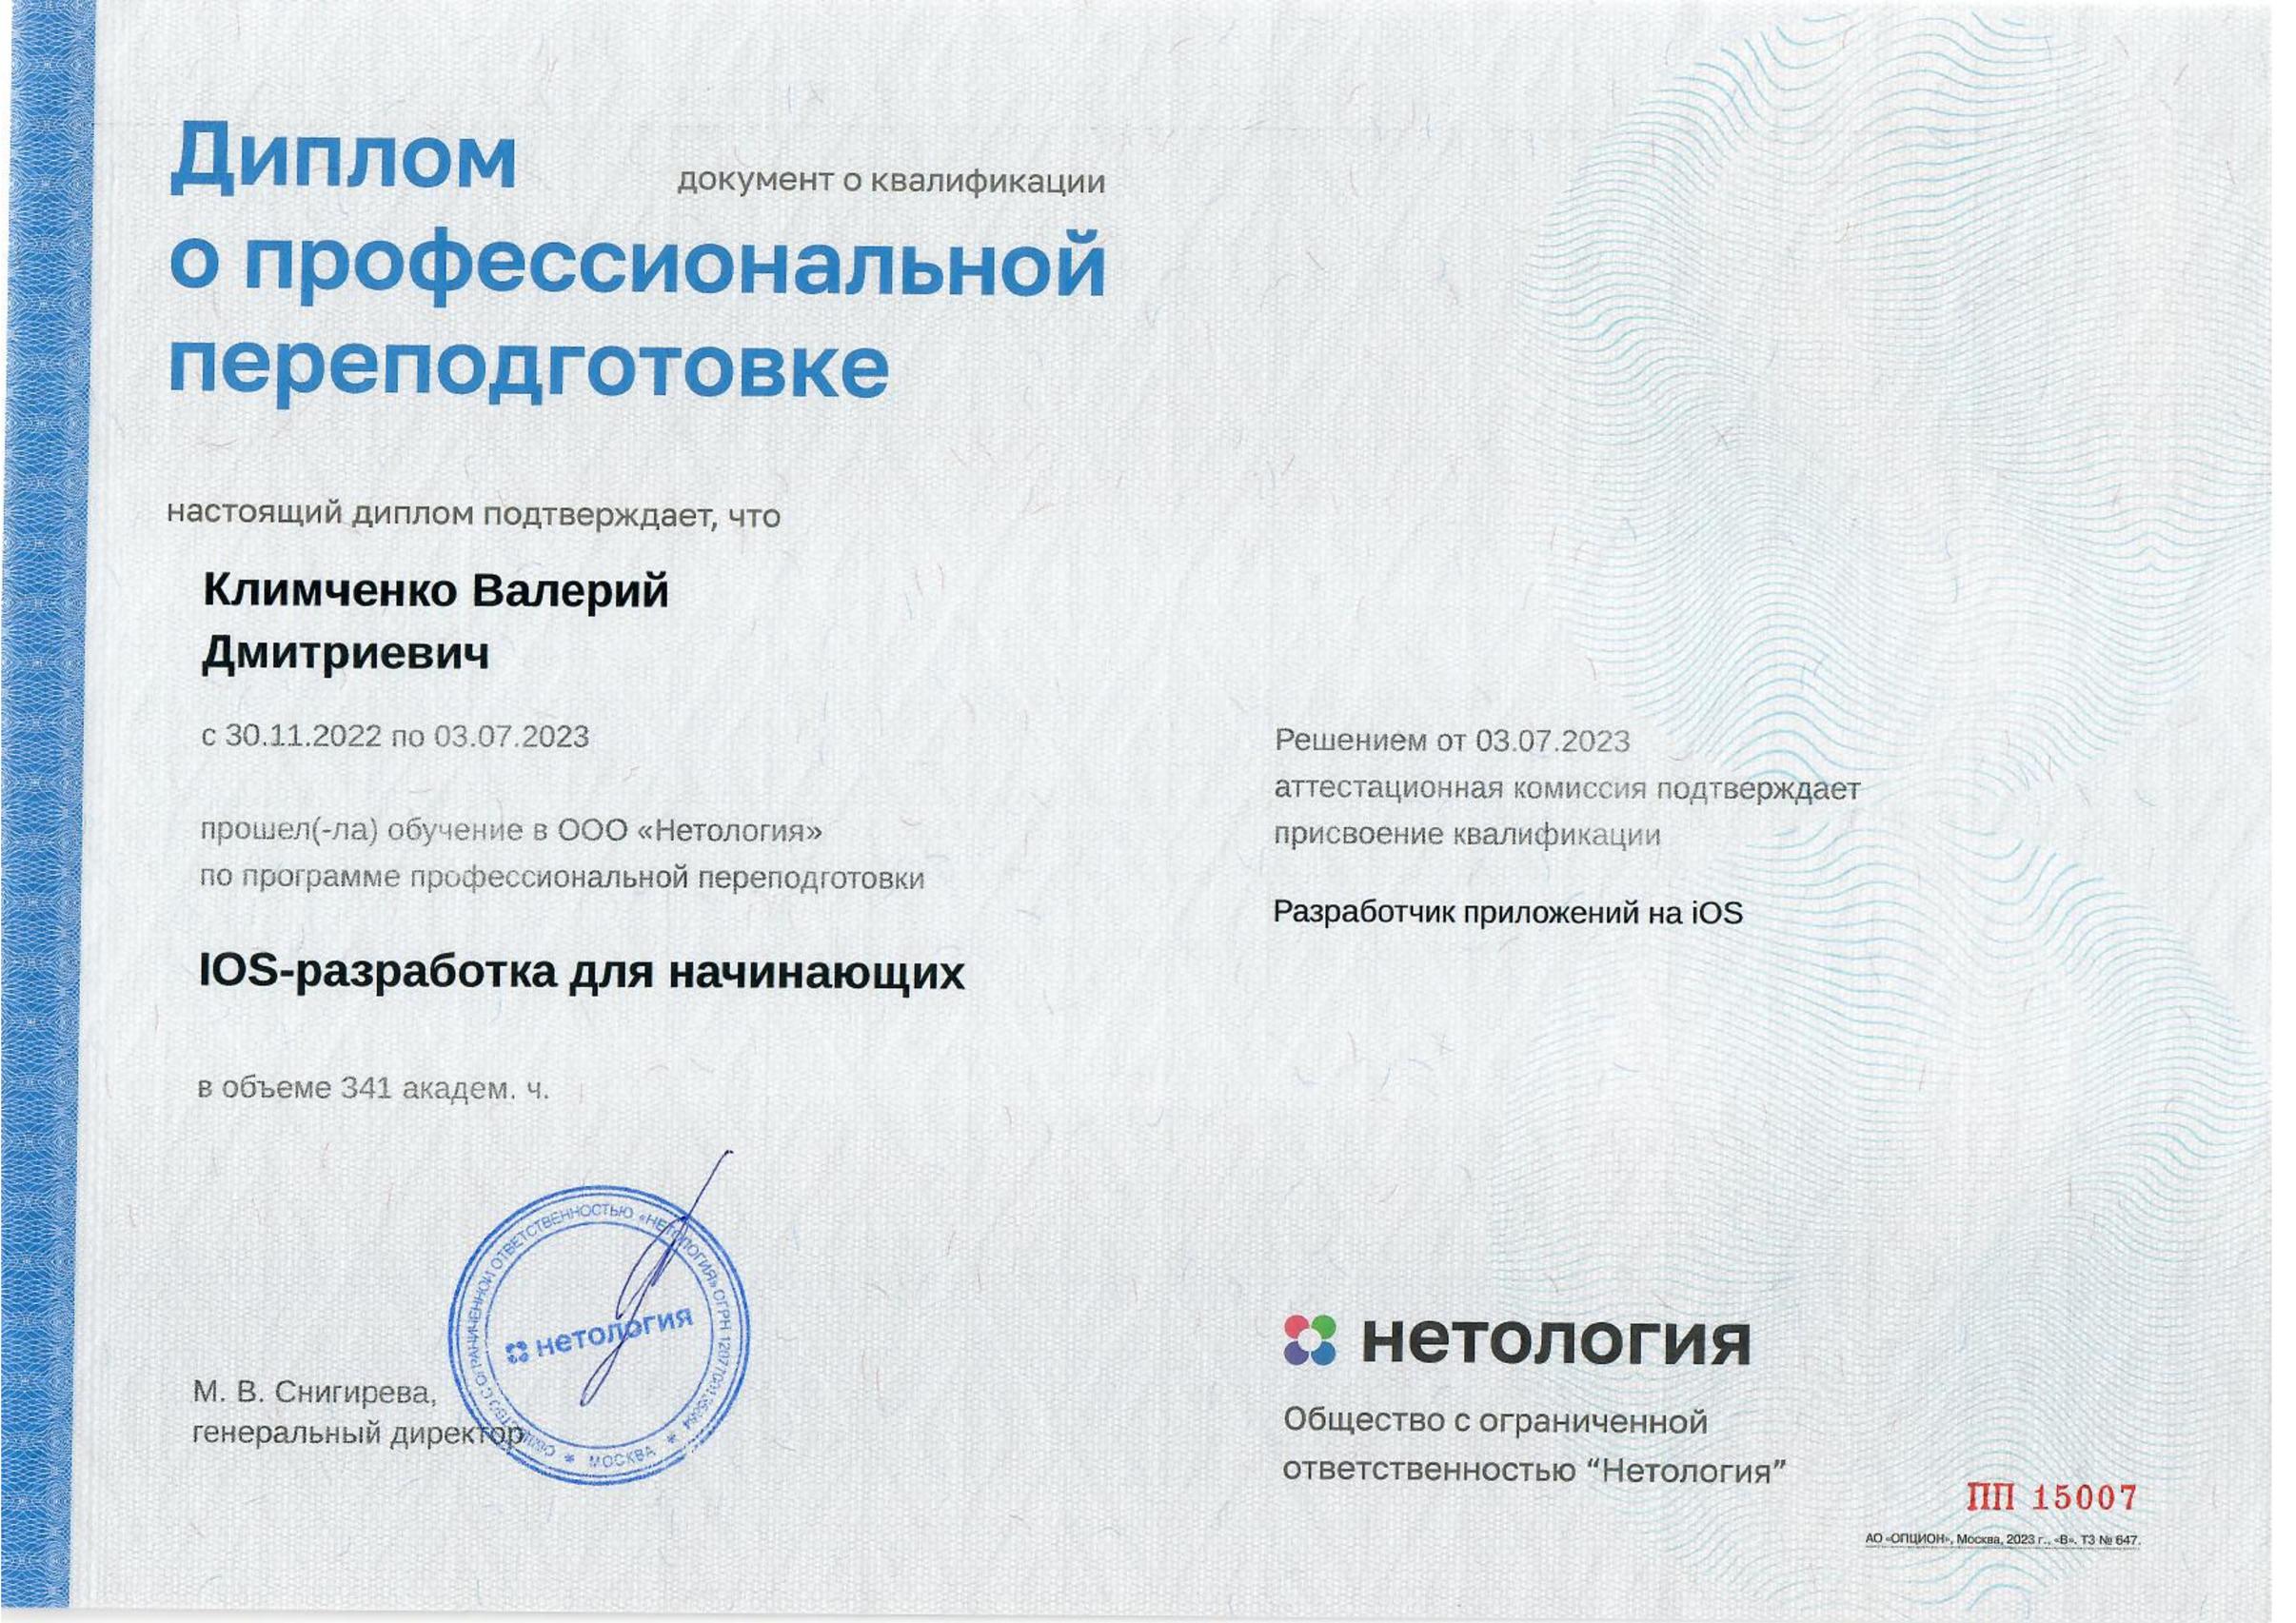 Диплом
документ о квалификации
о профессиональной
переподготовке
настоящий диплом подтверждает, что
Климченко Валерий
Дмитриевич
с 30.11.2022 по 03.07.2023
прошел(-ла) обучение в ООО «Нетология»
по программе профессиональной переподготовки
IOS-разработка для начинающих
в объеме 341 академ. ч.
Решением от 03.07.2023
аттестационная комиссия подтверждает
присвоение квалификации
Разработчик приложений на iOS
М. В. Снигирева,
генеральный директор
ОБЩЕСТВО С ОГРАНИЧЕННОЙ ОТВЕТСТВЕННОСТЬЮ «НЕТОЛОГИЯ» ОГРН
* МОСКВА *
нетология
нетология
Общество с ограниченной
ответственностью “Нетология”
ПП 15007
АО «ОПЦИОН», Москва, 2023 г., «В». ТЗ № 647.